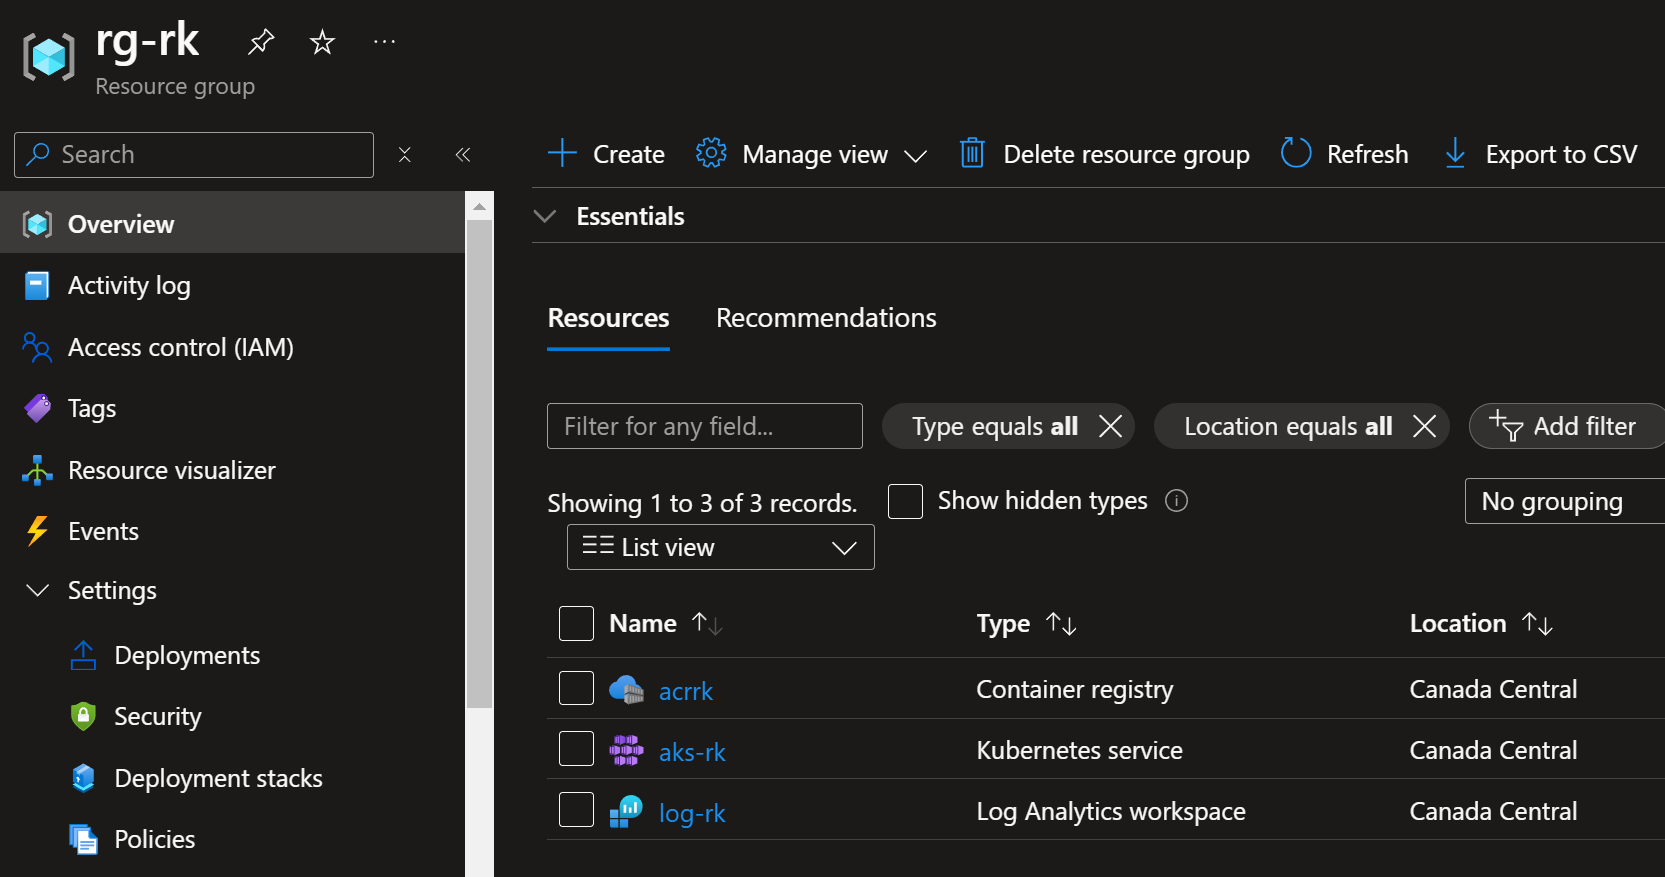 rg-rk
Resource group
Search
Create
Manage view
Delete resource group
Refresh
Export to CSV
Overview
Activity log
Access control (IAM)
Tags
Resource visualizer
Events
Settings
Deployments
Security
Deployment stacks
Policies
Essentials
Resources
Recommendations
Filter for any field...
Type equals all
Location equals all
Add filter
Showing 1 to 3 of 3 records.
Show hidden types
No grouping
List view
Name Type Location
acrrk Container registry Canada Central
aks-rk Kubernetes service Canada Central
log-rk Log Analytics workspace Canada Central